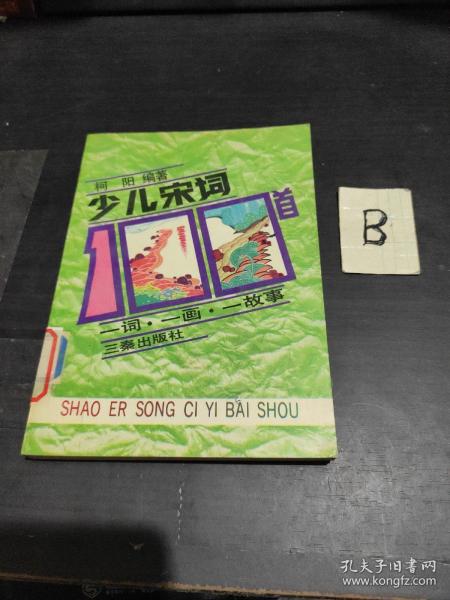 柯阳 编著
少儿宋词
100首
一词·一画·一故事
三秦出版社
SHAO ER SONG CI YI BAI SHOU
B
孔夫子旧书网
www.kongfz.com